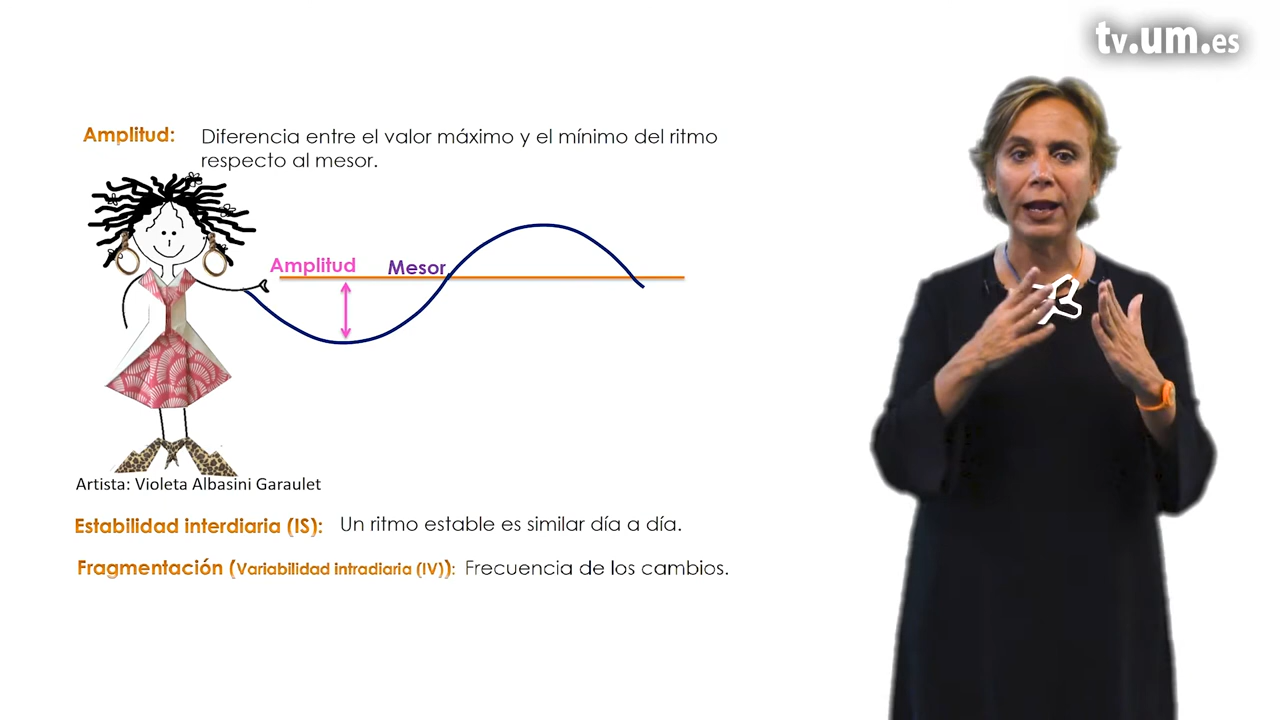 tv.um.es
Amplitud: Diferencia entre el valor máximo y el mínimo del ritmo
respecto al mesor.
Amplitud Mesor
Artista: Violeta Albasini Garaulet
Estabilidad interdiaria (IS): Un ritmo estable es similar día a día.
Fragmentación (Variabilidad intradiaria (IV)): Frecuencia de los cambios.